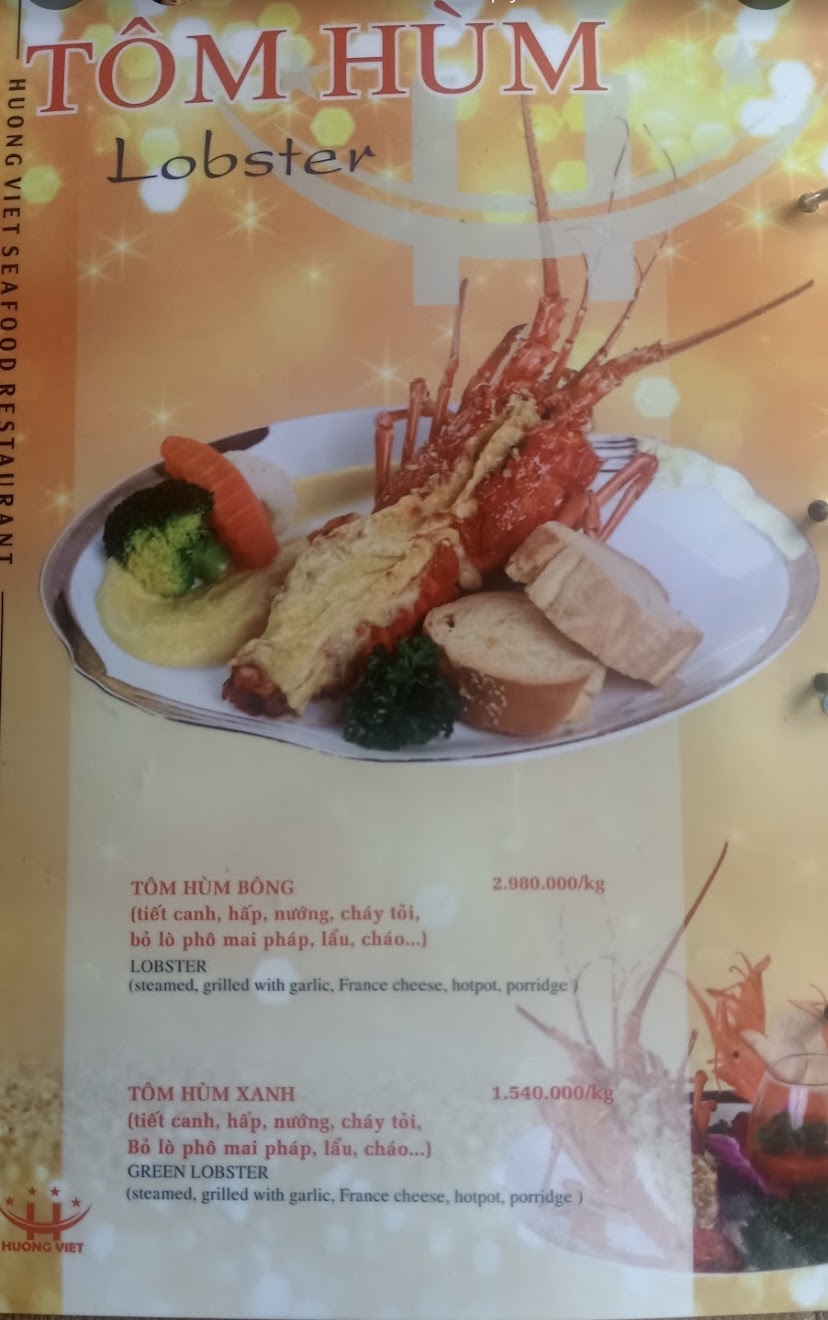 TÔM HÙM
Lobster
HUONG VIET SEAFOOD RESTAURANT
TÔM HÙM BÔNG 2.980.000/kg
(tiết canh, hấp, nướng, cháy tỏi,
bỏ lò phô mai pháp, lẩu, cháo...)
LOBSTER
(steamed, grilled with garlic, France cheese, hotpot, porridge )
TÔM HÙM XANH 1.540.000/kg
(tiết canh, hấp, nướng, cháy tỏi,
Bỏ lò phô mai pháp, lẩu, cháo...)
GREEN LOBSTER
(steamed, grilled with garlic, France cheese, hotpot, porridge )
H
HUONG VIET